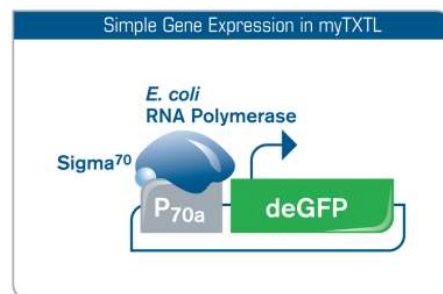 Simple Gene Expression in myTXTL
E. coli
RNA Polymerase
Sigma⁷⁰
P₇₀ₐ
deGFP